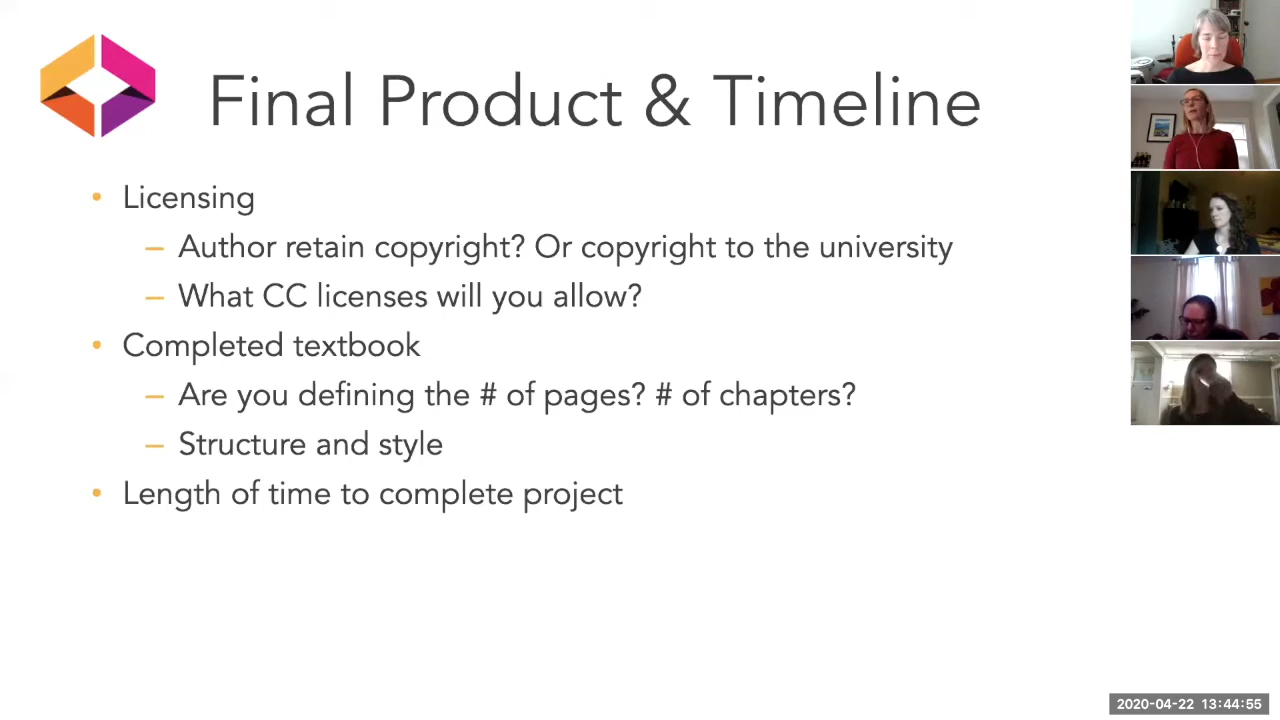 Final Product & Timeline
• Licensing
– Author retain copyright? Or copyright to the university
– What CC licenses will you allow?
• Completed textbook
– Are you defining the # of pages? # of chapters?
– Structure and style
• Length of time to complete project
2020-04-22 13:44:55